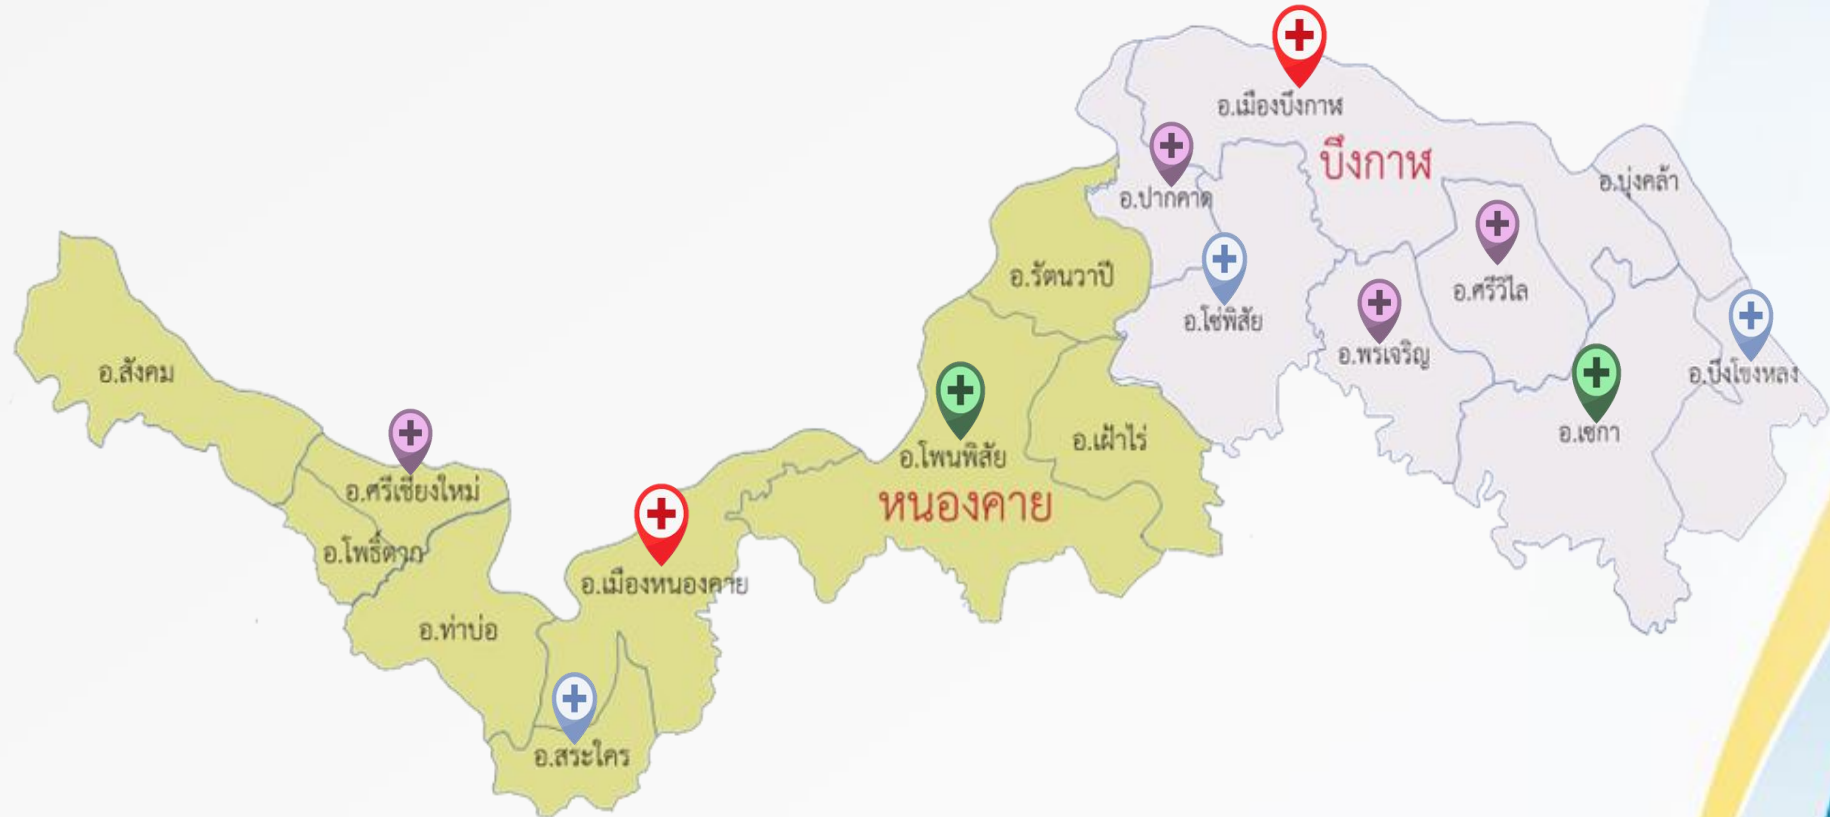 อ.เมืองบึงกาฬ
บึงกาฬ
อ.บุ่งคล้า
อ.ปากคาด
อ.รัตนวาปี
อ.ศรีวิไล
อ.โซ่พิสัย
อ.พรเจริญ
อ.สังคม
อ.บึงโขงหลง
อ.เซกา
อ.เฝ้าไร่
อ.โพนพิสัย
อ.ศรีเชียงใหม่
หนองคาย
อ.โพธิ์ตาก
อ.เมืองหนองคาย
อ.ท่าบ่อ
อ.สระใคร